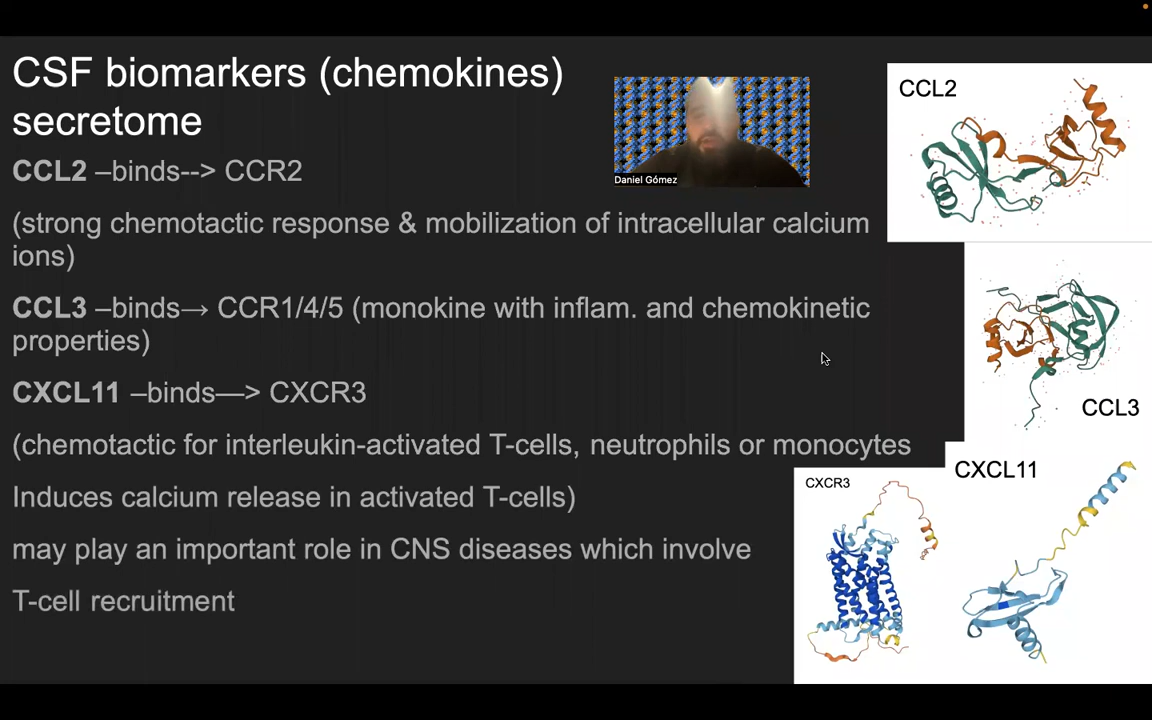 CSF biomarkers (chemokines)
secretome
CCL2 –binds--> CCR2
(strong chemotactic response & mobilization of intracellular calcium
ions)
CCL3 –binds→ CCR1/4/5 (monokine with inflam. and chemokinetic
properties)
CXCL11 –binds—> CXCR3
(chemotactic for interleukin-activated T-cells, neutrophils or monocytes
Induces calcium release in activated T-cells)
may play an important role in CNS diseases which involve
T-cell recruitment
Daniel Gómez
CCL2
CCL3
CXCL11
CXCR3